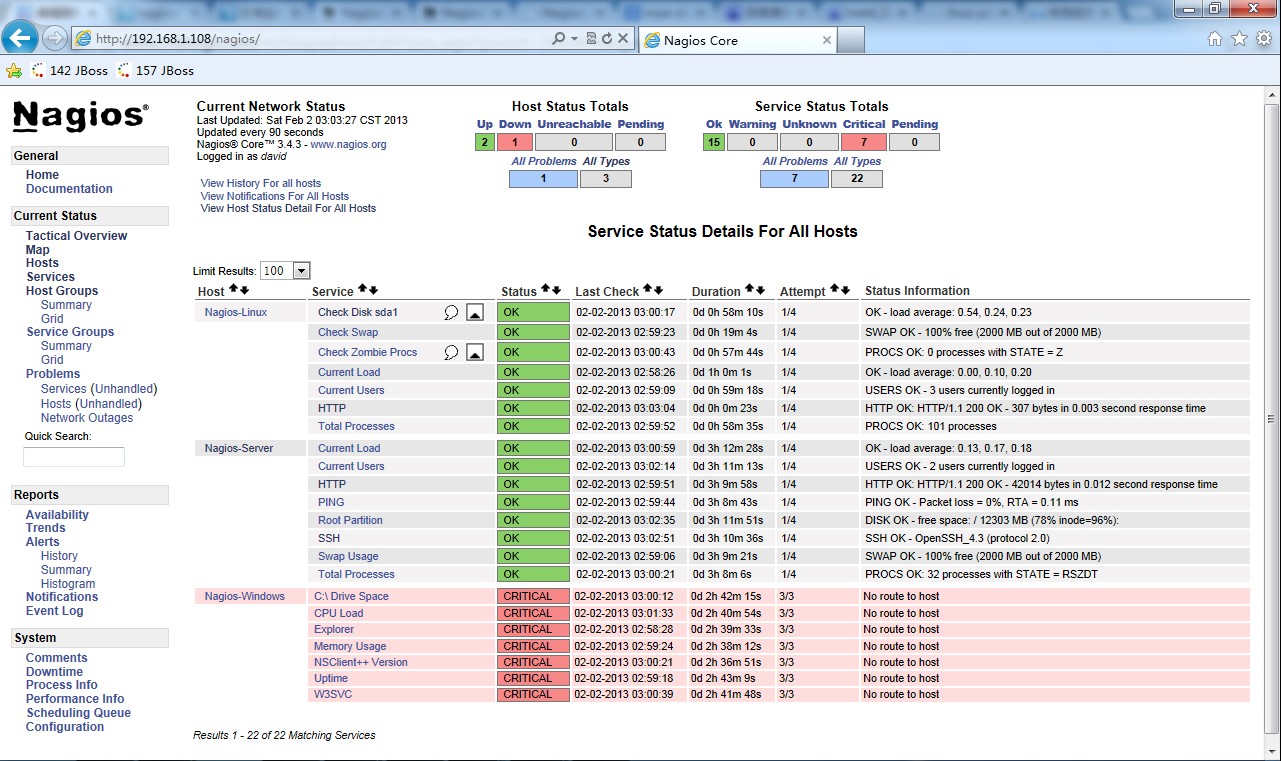 http://192.168.1.108/nagios/
Nagios Core
142 JBoss 157 JBoss
Nagios®
General
Home
Documentation
Current Status
Tactical Overview
Map
Hosts
Services
Host Groups
Summary
Grid
Service Groups
Summary
Grid
Problems
Services (Unhandled)
Hosts (Unhandled)
Network Outages
Quick Search:
Reports
Availability
Trends
Alerts
History
Summary
Histogram
Notifications
Event Log
System
Comments
Downtime
Process Info
Performance Info
Scheduling Queue
Configuration
Current Network Status
Last Updated: Sat Feb 2 03:03:27 CST 2013
Updated every 90 seconds
Nagios® Core™ 3.4.3 - www.nagios.org
Logged in as david
View History For all hosts
View Notifications For All Hosts
View Host Status Detail For All Hosts
Host Status Totals
Up Down Unreachable Pending
2 1 0 0
All Problems All Types
1 3
Service Status Totals
Ok Warning Unknown Critical Pending
15 0 0 7 0
All Problems All Types
7 22
Service Status Details For All Hosts
Limit Results: 100
Host Service Status Last Check Duration Attempt Status Information
Nagios-Linux Check Disk sda1 OK 02-02-2013 03:00:17 0d 0h 58m 10s 1/4 OK - load average: 0.54, 0.24, 0.23
Check Swap OK 02-02-2013 02:59:23 0d 0h 19m 4s 1/4 SWAP OK - 100% free (2000 MB out of 2000 MB)
Check Zombie Procs OK 02-02-2013 03:00:43 0d 0h 57m 44s 1/4 PROCS OK: 0 processes with STATE = Z
Current Load OK 02-02-2013 02:58:26 0d 1h 0m 1s 1/4 OK - load average: 0.00, 0.10, 0.20
Current Users OK 02-02-2013 02:59:09 0d 0h 59m 18s 1/4 USERS OK - 3 users currently logged in
HTTP OK 02-02-2013 03:03:04 0d 0h 0m 23s 1/4 HTTP OK: HTTP/1.1 200 OK - 307 bytes in 0.003 second response time
Total Processes OK 02-02-2013 02:59:52 0d 0h 58m 35s 1/4 PROCS OK: 101 processes
Nagios-Server Current Load OK 02-02-2013 03:00:59 0d 3h 12m 28s 1/4 OK - load average: 0.13, 0.17, 0.18
Current Users OK 02-02-2013 03:02:14 0d 3h 11m 13s 1/4 USERS OK - 2 users currently logged in
HTTP OK 02-02-2013 02:59:51 0d 3h 9m 58s 1/4 HTTP OK: HTTP/1.1 200 OK - 42014 bytes in 0.012 second response time
PING OK 02-02-2013 02:59:44 0d 3h 8m 43s 1/4 PING OK - Packet loss = 0%, RTA = 0.11 ms
Root Partition OK 02-02-2013 03:02:35 0d 3h 11m 51s 1/4 DISK OK - free space: / 12303 MB (78% inode=96%):
SSH OK 02-02-2013 03:02:51 0d 3h 10m 36s 1/4 SSH OK - OpenSSH_4.3 (protocol 2.0)
Swap Usage OK 02-02-2013 02:59:06 0d 3h 9m 21s 1/4 SWAP OK - 100% free (2000 MB out of 2000 MB)
Total Processes OK 02-02-2013 03:00:21 0d 3h 8m 6s 1/4 PROCS OK: 32 processes with STATE = RSZDT
Nagios-Windows C:\ Drive Space CRITICAL 02-02-2013 03:00:12 0d 2h 42m 15s 3/3 No route to host
CPU Load CRITICAL 02-02-2013 03:01:33 0d 2h 40m 54s 3/3 No route to host
Explorer CRITICAL 02-02-2013 02:58:28 0d 2h 39m 33s 3/3 No route to host
Memory Usage CRITICAL 02-02-2013 02:59:24 0d 2h 38m 12s 3/3 No route to host
NSClient++ Version CRITICAL 02-02-2013 03:00:21 0d 2h 36m 51s 3/3 No route to host
Uptime CRITICAL 02-02-2013 02:59:18 0d 2h 43m 9s 3/3 No route to host
W3SVC CRITICAL 02-02-2013 03:00:39 0d 2h 41m 48s 3/3 No route to host
Results 1 - 22 of 22 Matching Services